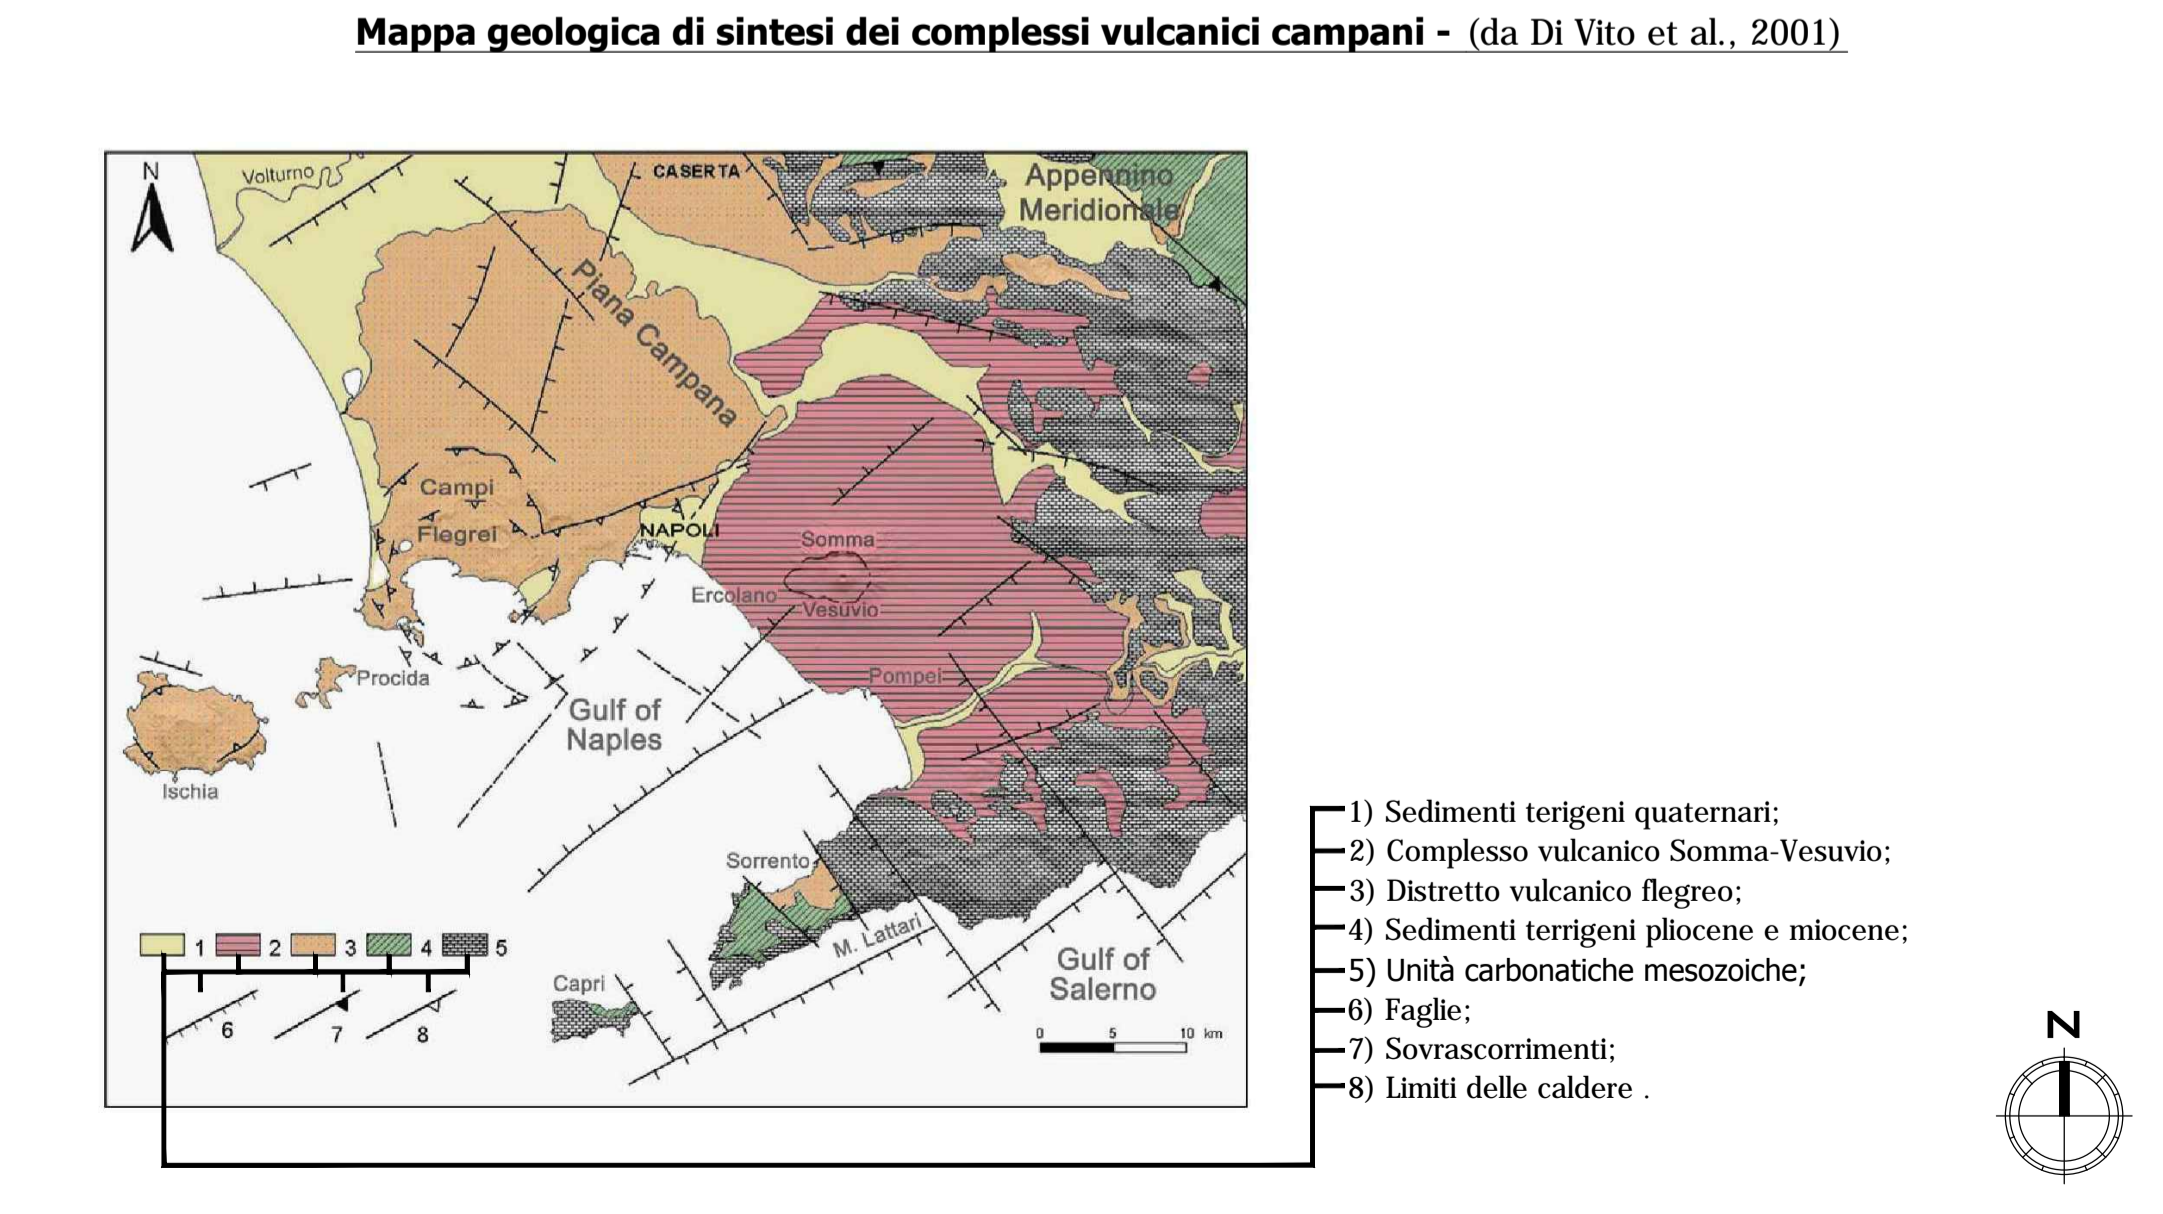 Mappa geologica di sintesi dei complessi vulcanici campani - (da Di Vito et al., 2001)
N
Volturno
CASERTA
Appennino
Meridionale
Piana Campana
Campi
Flegrei
NAPOLI
Somma
Vesuvio
Ercolano
Pompei
Procida
Ischia
Gulf of
Naples
Sorrento
M. Lattari
Capri
Gulf of
Salerno
0 5 10 km
1 2 3 4 5
6 7 8
1) Sedimenti terigeni quaternari;
2) Complesso vulcanico Somma-Vesuvio;
3) Distretto vulcanico flegreo;
4) Sedimenti terrigeni pliocene e miocene;
5) Unità carbonatiche mesozoiche;
6) Faglie;
7) Sovrascorrimenti;
8) Limiti delle caldere .
N